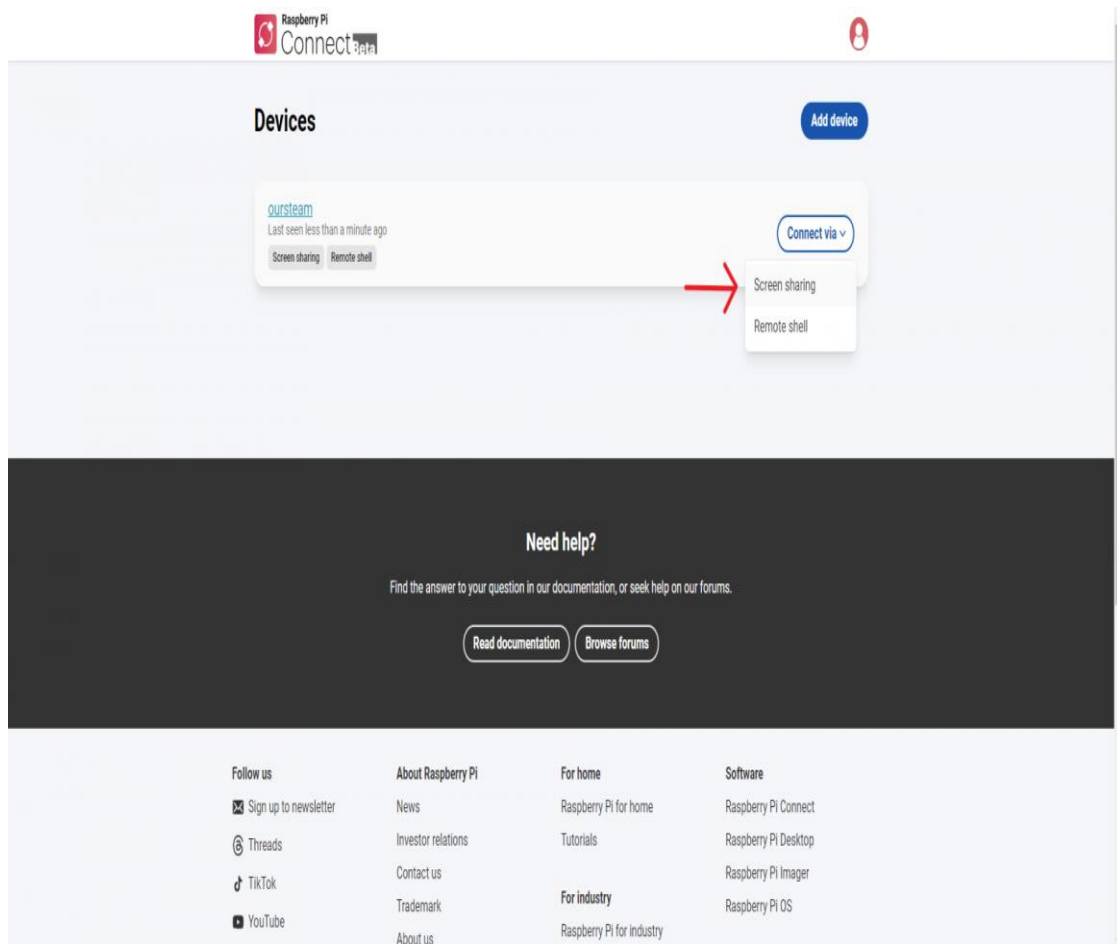 Raspberry Pi
Connect Beta
Devices
Add device
oursteam
Last seen less than a minute ago
Screen sharing
Remote shell
Connect via
Screen sharing
Remote shell
Need help?
Find the answer to your question in our documentation, or seek help on our forums.
Read documentation
Browse forums
Follow us
Sign up to newsletter
Threads
TikTok
YouTube
About Raspberry Pi
News
Investor relations
Contact us
Trademark
About us
For home
Raspberry Pi for home
Tutorials
For industry
Raspberry Pi for industry
Software
Raspberry Pi Connect
Raspberry Pi Desktop
Raspberry Pi Imager
Raspberry Pi OS